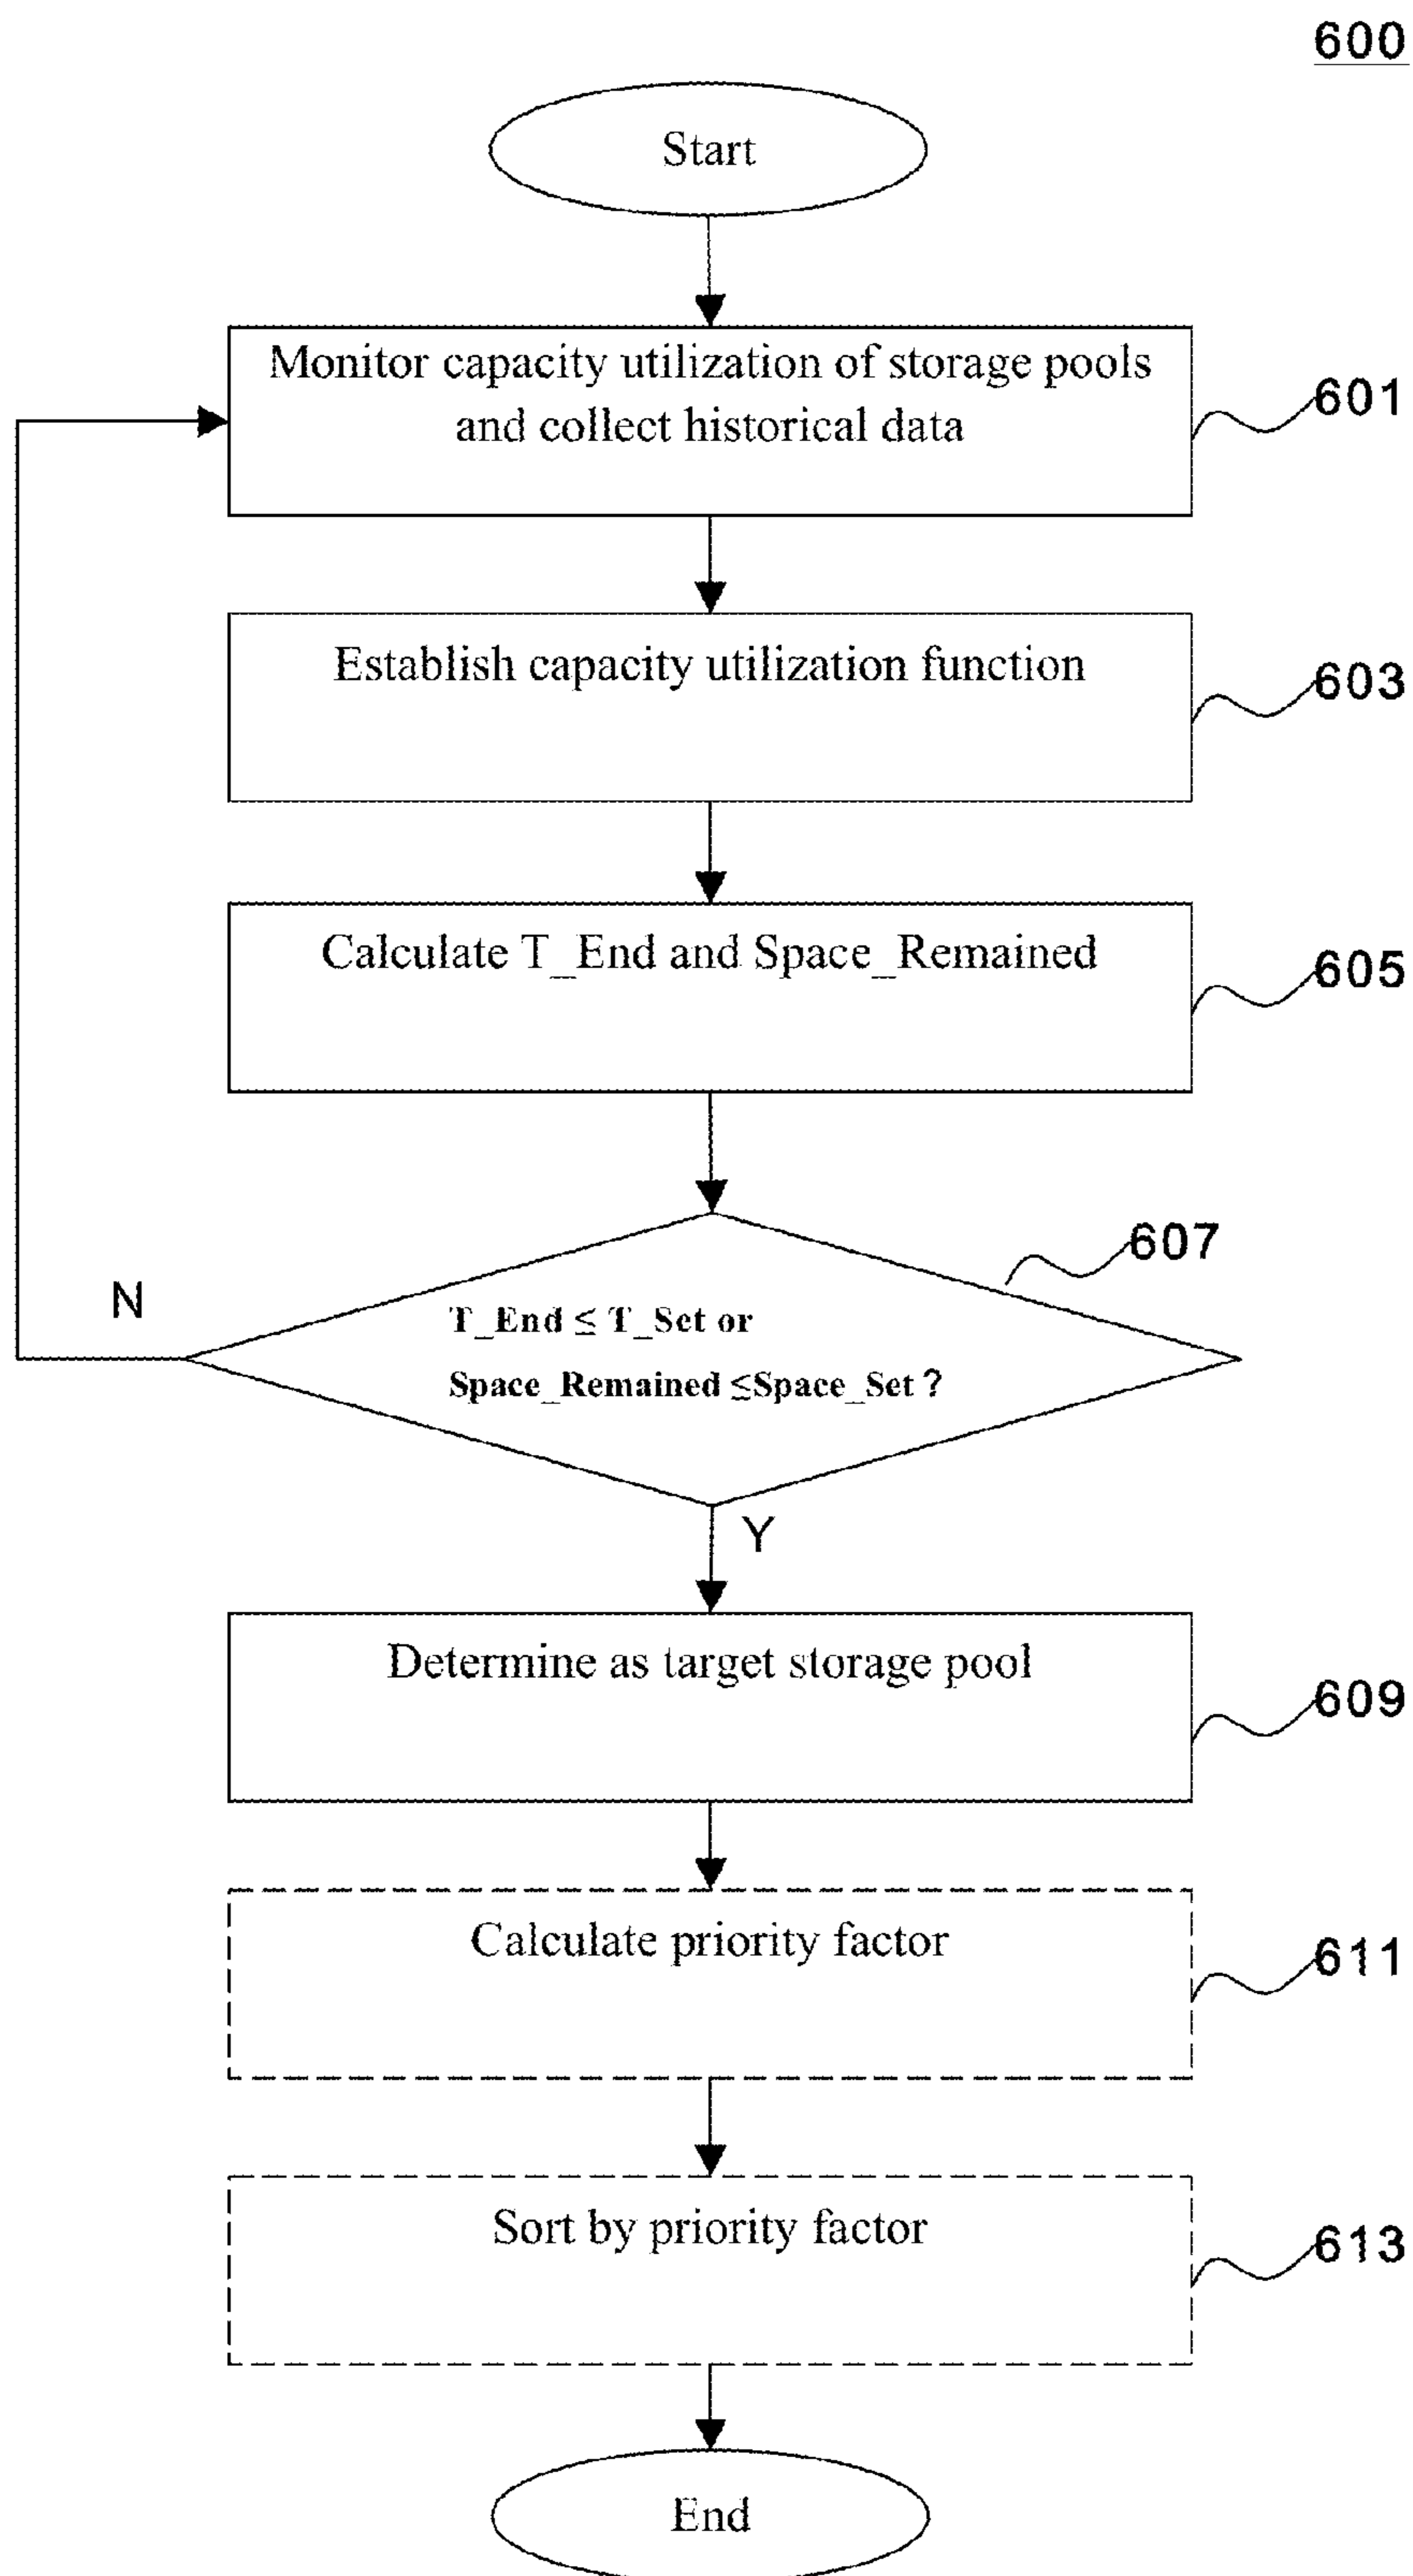 600
Start
Monitor capacity utilization of storage pools
and collect historical data
601
Establish capacity utilization function
603
Calculate T_End and Space_Remained
605
607
N
T_End ≦ T_Set or
Space_Remained ≦Space_Set ?
Y
Determine as target storage pool
609
Calculate priority factor
611
Sort by priority factor
613
End